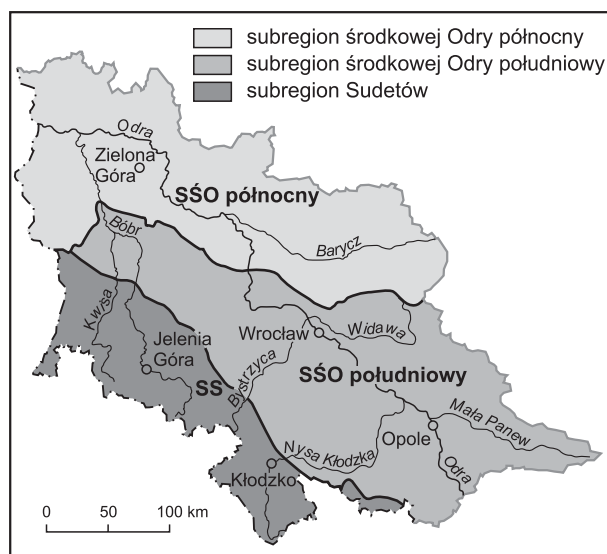 subregion środkowej Odry północny
subregion środkowej Odry południowy
subregion Sudetów
Odra
Zielona
Góra
SŚO północny
Barycz
Bóbr
Kwisa
Jelenia
Góra
SS
Bystrzyca
Wrocław
Widawa
SŚO południowy
Mała Panew
Opole
Odra
Nysa Kłodzka
Kłodzko
0 50 100 km